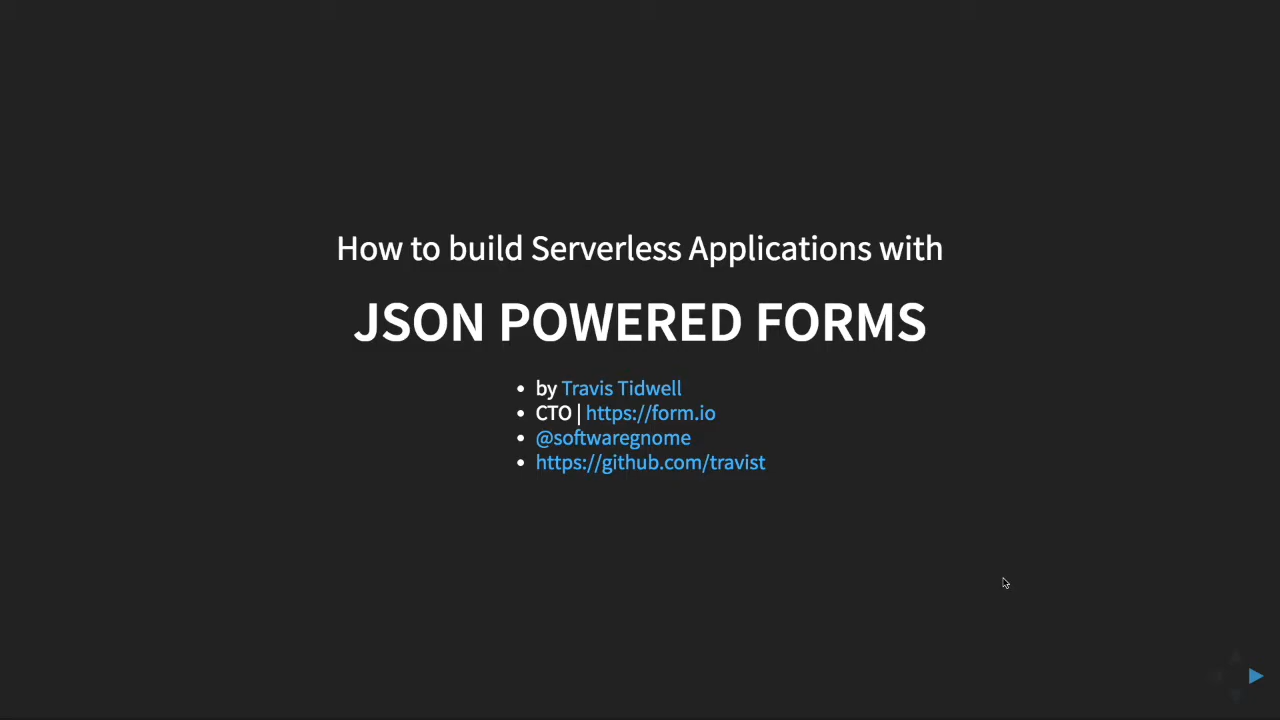 How to build Serverless Applications with
JSON POWERED FORMS
• by Travis Tidwell
• CTO | https://form.io
• @softwaregnome
• https://github.com/travist